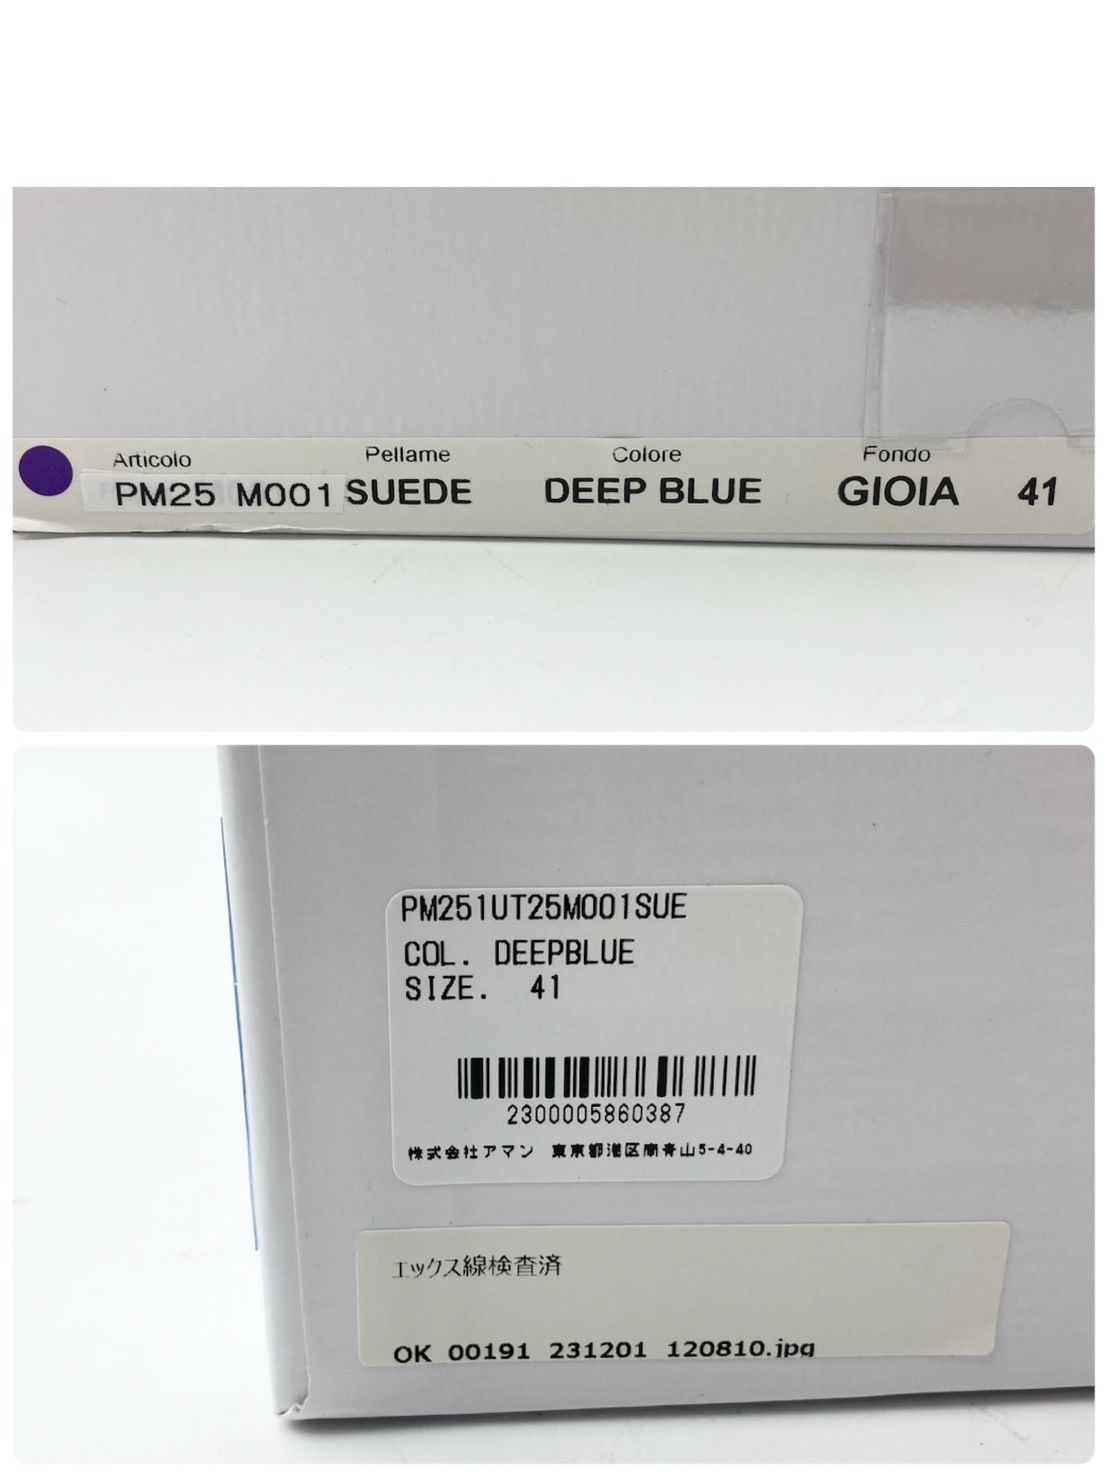 Articolo Pellame Colore Fondo
PM25 M001 SUEDE DEEP BLUE GIOIA 41
PM251UT25M001SUE
COL. DEEPBLUE
SIZE. 41
2300005860387
株式会社アマン 東京都港区南青山5-4-40
エックス線検査済
OK 00191 231201 120810.jpg